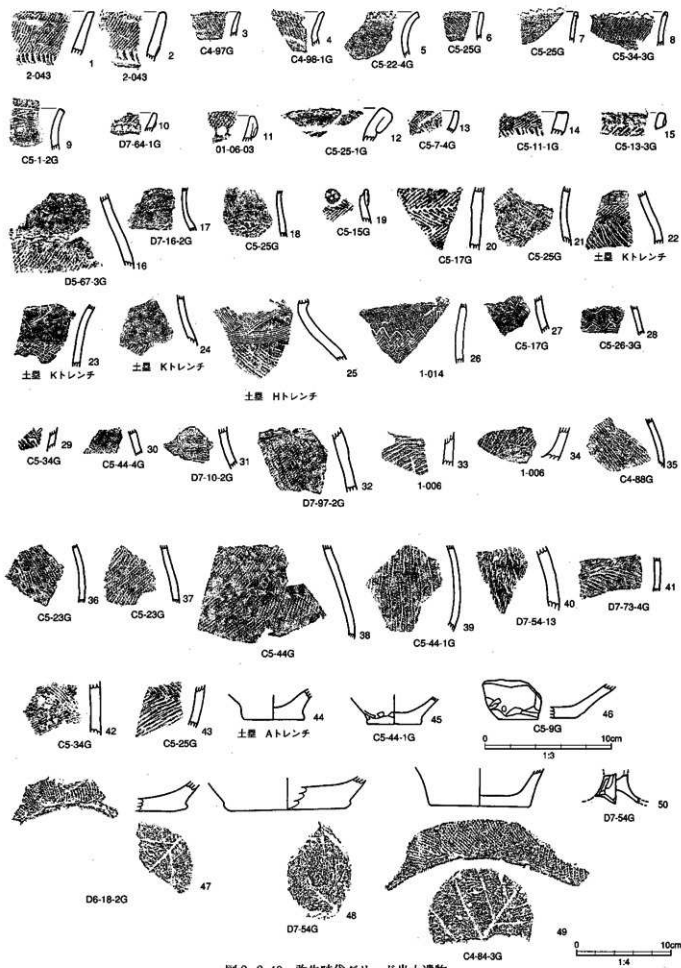 1 2 3 4 5 6 7 8
2-043 2-043 C4-97G C4-98-1G C5-22-4G C5-25G C5-25G C5-34-3G
9 10 11 12 13 14 15
C5-1-2G D7-64-1G 01-06-03 C5-25-1G C5-7-4G C5-11-1G C5-13-3G
16 17 18 19 20 21 22
D5-67-3G D7-16-2G C5-25G C5-15G C5-17G C5-25G 土塁 Kトレンチ
23 24 25 26 27 28
土塁 Kトレンチ 土塁 Kトレンチ 土塁 Hトレンチ 1-014 C5-17G C5-26-3G
29 30 31 32 33 34 35
C5-34G C5-44-4G D7-10-2G D7-97-2G 1-006 1-006 C4-88G
36 37 38 39 40 41
C5-23G C5-23G C5-44G C5-44-1G D7-54-13 D7-73-4G
42 43 44 45 46
C5-34G C5-25G 土塁 Aトレンチ C5-44-1G C5-9G
0 10cm
1:3
50
D7-54G
47 48 49
D6-18-2G D7-54G C4-84-3G
0 10cm
1:4